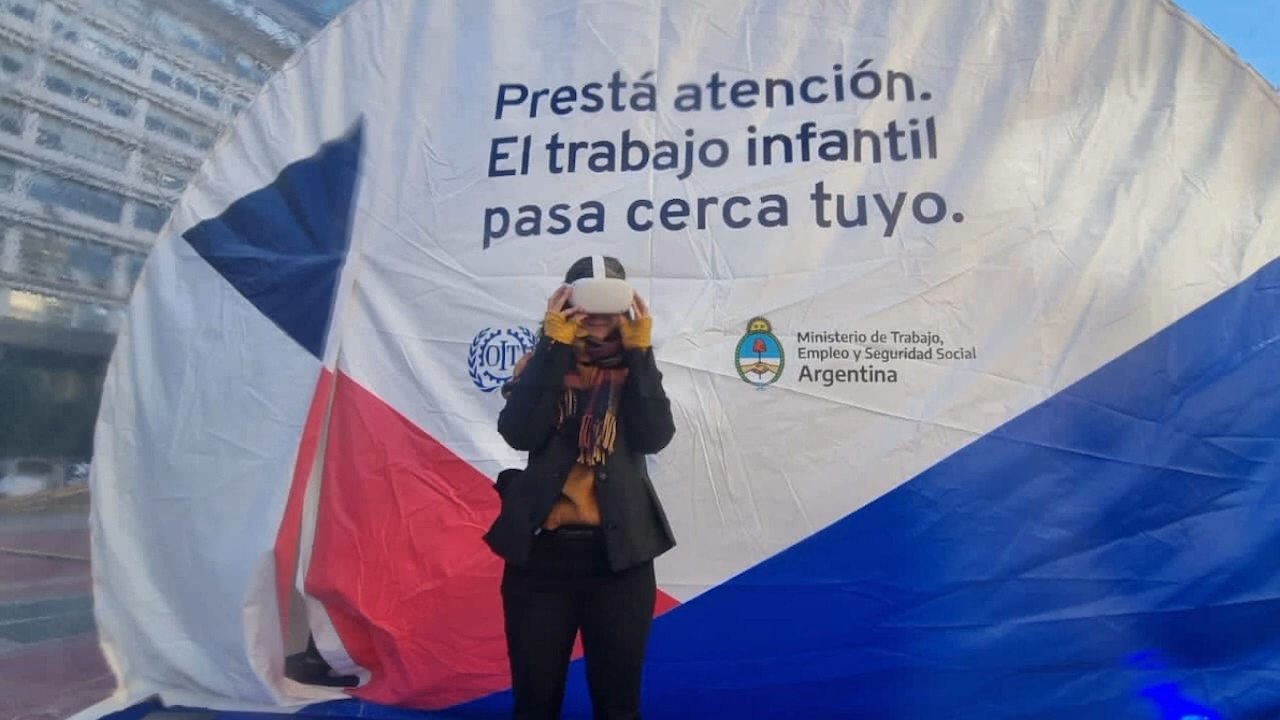 Prestá atención.
El trabajo infantil
pasa cerca tuyo.
OIT
Ministerio de Trabajo,
Empleo y Seguridad Social
Argentina